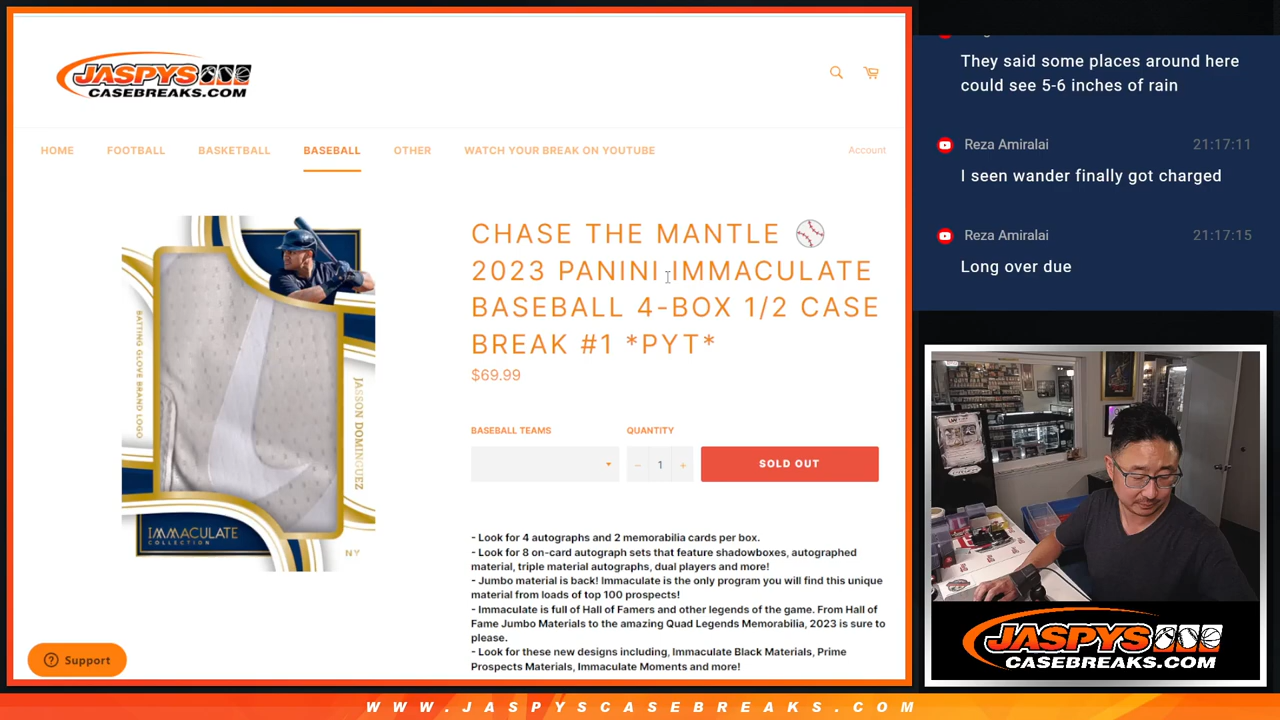 JASPYS
CASEBREAKS.COM
HOME
FOOTBALL
BASKETBALL
BASEBALL
OTHER
WATCH YOUR BREAK ON YOUTUBE
Account
CHASE THE MANTLE ⚾
2023 PANINI IMMACULATE
BASEBALL 4-BOX 1/2 CASE
BREAK #1 *PYT*
$69.99
BASEBALL TEAMS
QUANTITY
− 1 +
SOLD OUT
BATTING GLOVE BRAND LOGO
JASSON DOMINGUEZ
IMMACULATE
COLLECTION
NY
- Look for 4 autographs and 2 memorabilia cards per box.
- Look for 8 on-card autograph sets that feature shadowboxes, autographed
material, triple material autographs, dual players and more!
- Jumbo material is back! Immaculate is the only program you will find this unique
material from loads of top 100 prospects!
- Immaculate is full of Hall of Famers and other legends of the game. From Hall of
Fame Jumbo Materials to the amazing Quad Legends Memorabilia, 2023 is sure to
please.
- Look for these new designs including, Immaculate Black Materials, Prime
Prospects Materials, Immaculate Moments and more!
Support
They said some places around here
could see 5-6 inches of rain
Reza Amiralai 21:17:11
I seen wander finally got charged
Reza Amiralai 21:17:15
Long over due
JASPYS
CASEBREAKS.COM
WWW.JASPYSCASEBREAKS.COM